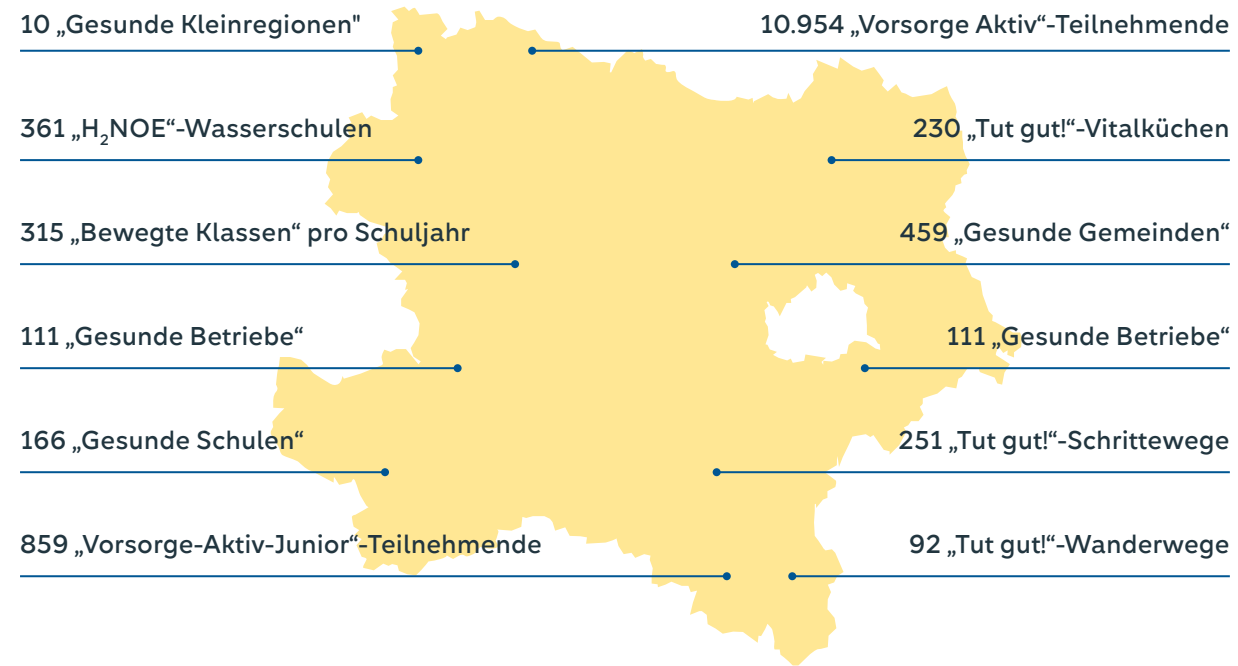 10 „Gesunde Kleinregionen"
10.954 „Vorsorge Aktiv“-Teilnehmende
361 „H₂NOE“-Wasserschulen
230 „Tut gut!“-Vitalküchen
315 „Bewegte Klassen“ pro Schuljahr
459 „Gesunde Gemeinden“
111 „Gesunde Betriebe“
111 „Gesunde Betriebe“
166 „Gesunde Schulen“
251 „Tut gut!“-Schrittewege
859 „Vorsorge-Aktiv-Junior“-Teilnehmende
92 „Tut gut!“-Wanderwege